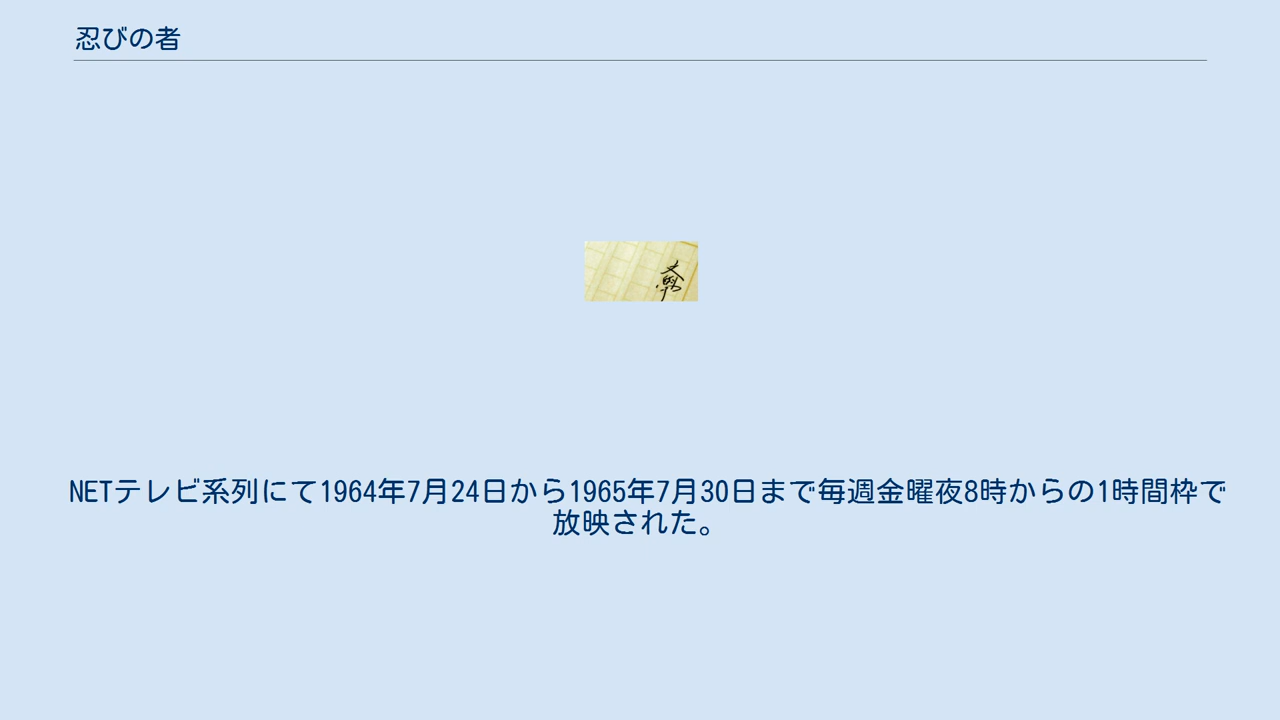 忍びの者
NETテレビ系列にて1964年7月24日から1965年7月30日まで毎週金曜夜8時からの1時間枠で
放映された。